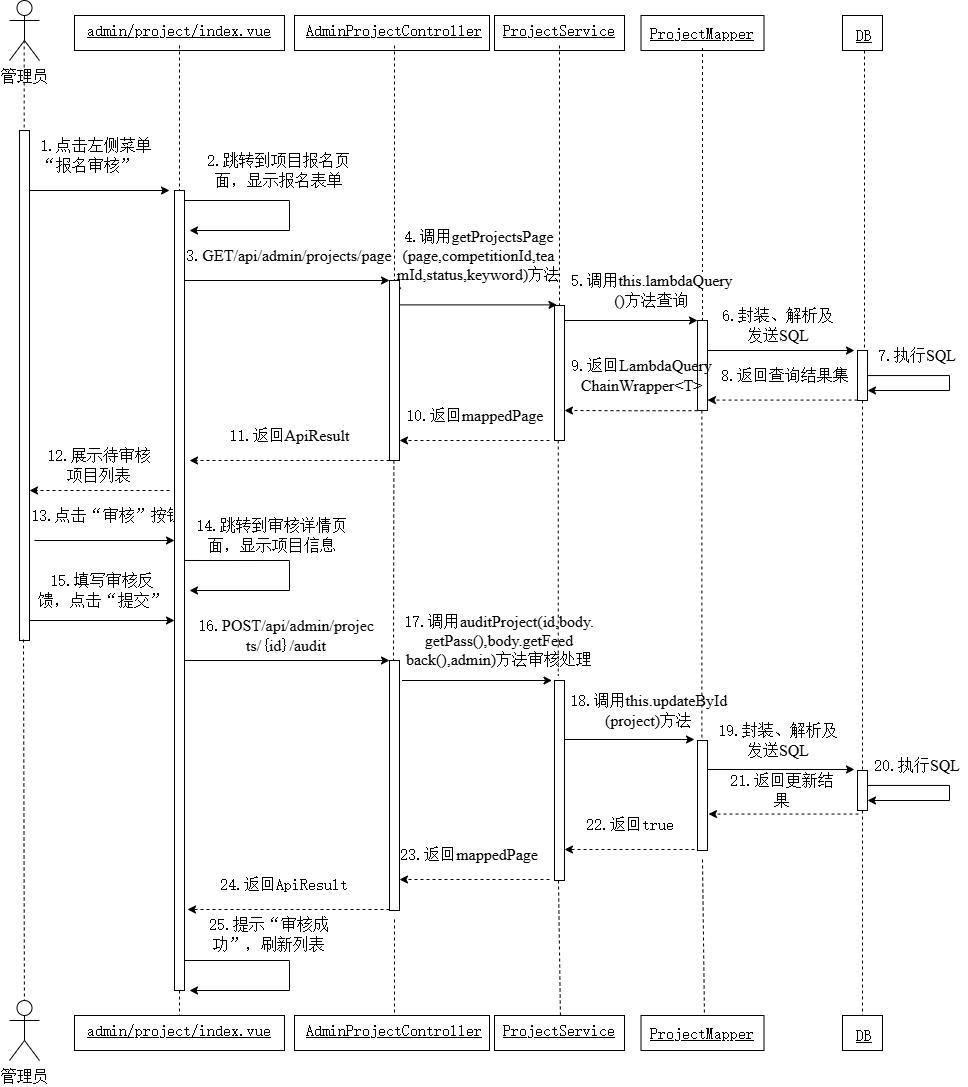 admin/project/index.vue
AdminProjectController
ProjectService
ProjectMapper
DB
管理员
1.点击左侧菜单
“报名审核”
2.跳转到项目报名页
面，显示报名表单
3. GET/api/admin/projects/page
4.调用getProjectsPage
(page,competitionId,tea
mId,status,keyword)方法
5.调用this.lambdaQuery
()方法查询
6.封装、解析及
发送SQL
7.执行SQL
8.返回查询结果集
9.返回LambdaQuery
ChainWrapper<T>
10.返回mappedPage
11.返回ApiResult
12.展示待审核
项目列表
13.点击“审核”按
14.跳转到审核详情页
面，显示项目信息
15.填写审核反
馈，点击“提交”
16. POST/api/admin/projec
ts/{id}/audit
17.调用auditProject(id,body.
getPass(),body.getFeed
back(),admin)方法审核处理
18.调用this.updateById
(project)方法
19.封装、解析及
发送SQL
20.执行SQL
21.返回更新结
果
22.返回true
23.返回mappedPage
24.返回ApiResult
25.提示“审核成
功”，刷新列表
admin/project/index.vue
AdminProjectController
ProjectService
ProjectMapper
DB
管理员